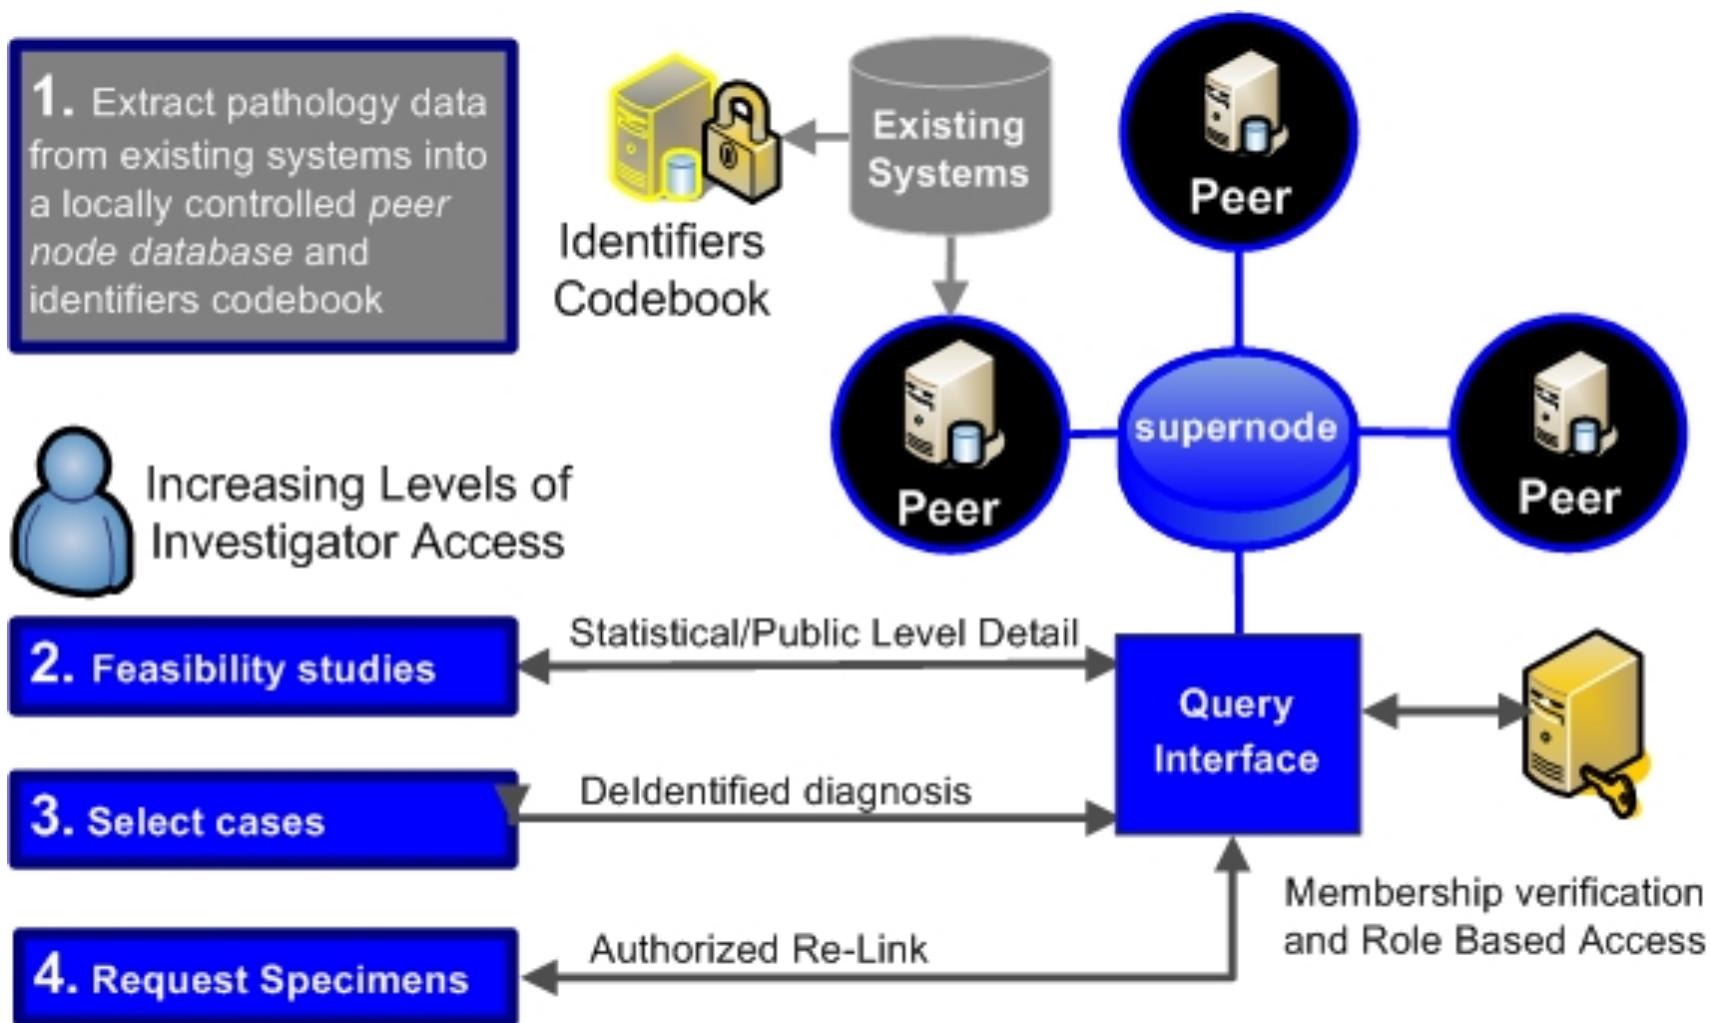 1. Extract pathology data
from existing systems into
a locally controlled peer
node database and
identifiers codebook
Identifiers
Codebook
Existing
Systems
Peer
Peer
supernode
Peer
Increasing Levels of
Investigator Access
2. Feasibility studies
Statistical/Public Level Detail
Query
Interface
3. Select cases
DeIdentified diagnosis
Membership verification
and Role Based Access
4. Request Specimens
Authorized Re-Link